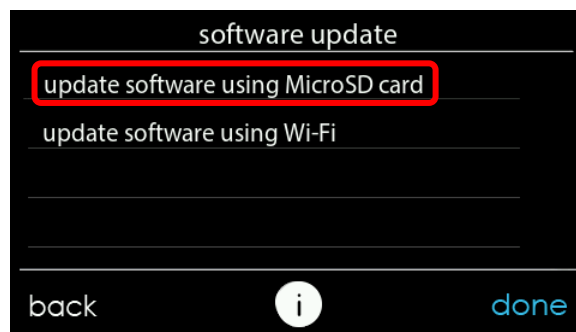 software update
update software using MicroSD card
update software using Wi-Fi
back i done